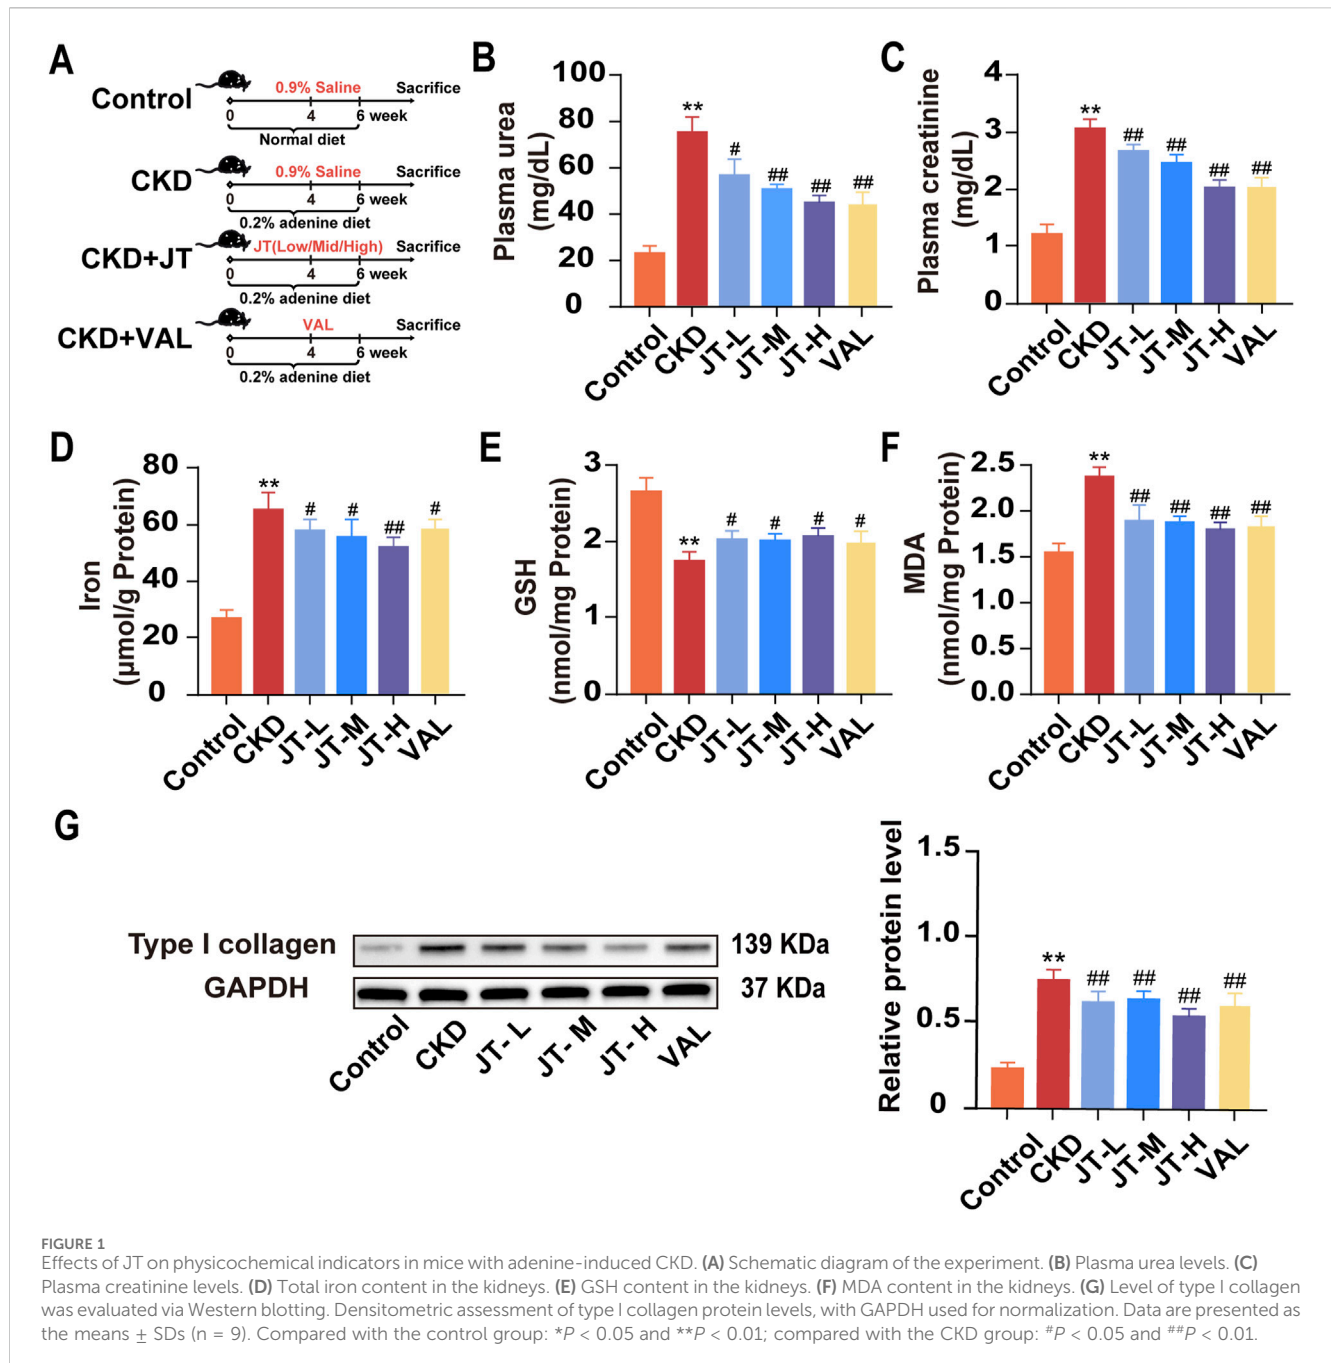 A
Control
0.9% Saline
Sacrifice
0 4 6 week
Normal diet
CKD
0.9% Saline
Sacrifice
0 4 6 week
0.2% adenine diet
CKD+JT
JT(Low/Mid/High)
Sacrifice
0 4 6 week
0.2% adenine diet
CKD+VAL
VAL
Sacrifice
0 4 6 week
0.2% adenine diet
B
Plasma urea
(mg/dL)
100
80
60
40
20
0
** # ## ## ##
Control CKD JT-L JT-M JT-H VAL
C
Plasma creatinine
(mg/dL)
4
3
2
1
0
** ## ## ## ##
Control CKD JT-L JT-M JT-H VAL
D
Iron
(μmol/g Protein)
80
60
40
20
0
** # # ## #
Control CKD JT-L JT-M JT-H VAL
E
GSH
(nmol/mg Protein)
3
2
1
0
** # # # #
Control CKD JT-L JT-M JT-H VAL
F
MDA
(nmol/mg Protein)
2.5
2.0
1.5
1.0
0.5
0.0
** ## ## ## ##
Control CKD JT-L JT-M JT-H VAL
G
Type I collagen 139 KDa
GAPDH 37 KDa
Control CKD JT- L JT- M JT- H VAL
Relative protein level
1.5
1.0
0.5
0
** ## ## ## ##
Control CKD JT-L JT-M JT-H VAL
FIGURE 1
Effects of JT on physicochemical indicators in mice with adenine-induced CKD. (A) Schematic diagram of the experiment. (B) Plasma urea levels. (C)
Plasma creatinine levels. (D) Total iron content in the kidneys. (E) GSH content in the kidneys. (F) MDA content in the kidneys. (G) Level of type I collagen
was evaluated via Western blotting. Densitometric assessment of type I collagen protein levels, with GAPDH used for normalization. Data are presented as
the means ± SDs (n = 9). Compared with the control group: *P < 0.05 and **P < 0.01; compared with the CKD group: #P < 0.05 and ##P < 0.01.